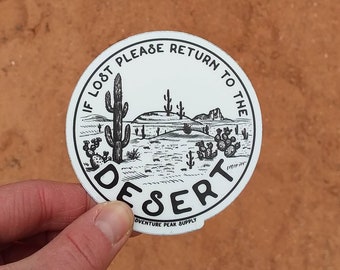 IF LOST PLEASE RETURN TO THE
DESERT
ADVENTURE PEAK SUPPLY